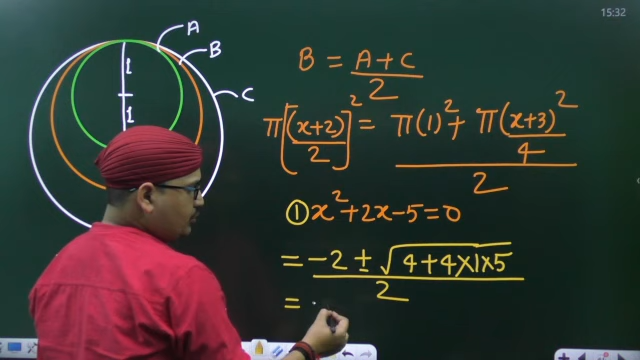 15:32
A
B
C
1
1
B = A+C/2
π[(x+2)/2]² = π(1)² + π(x+3)²/4 / 2
① x²+2x-5=0
= -2 ± √4+4×1×5 / 2
=